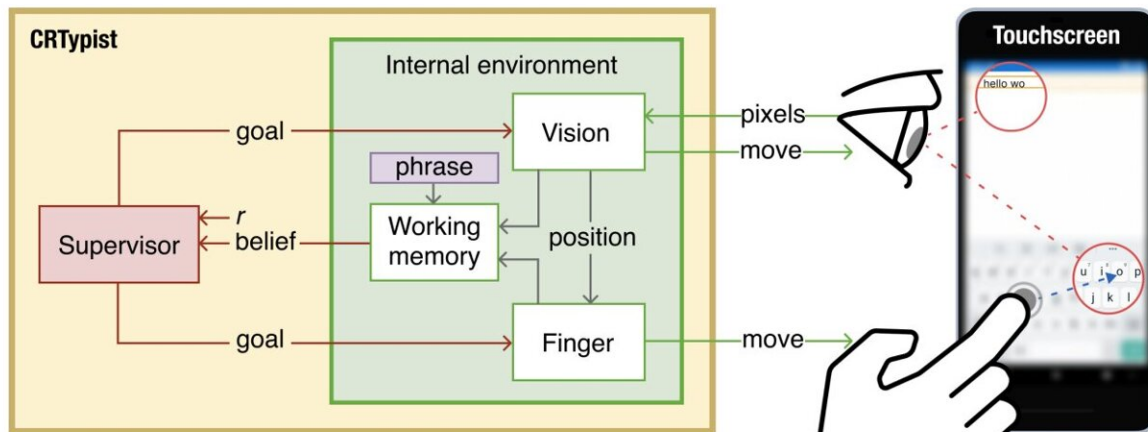 CRTypist
Internal environment
goal
Vision
phrase
Supervisor
r
belief
Working
memory
position
goal
Finger
pixels
move
move
Touchscreen
hello wo
u i o p
j k l